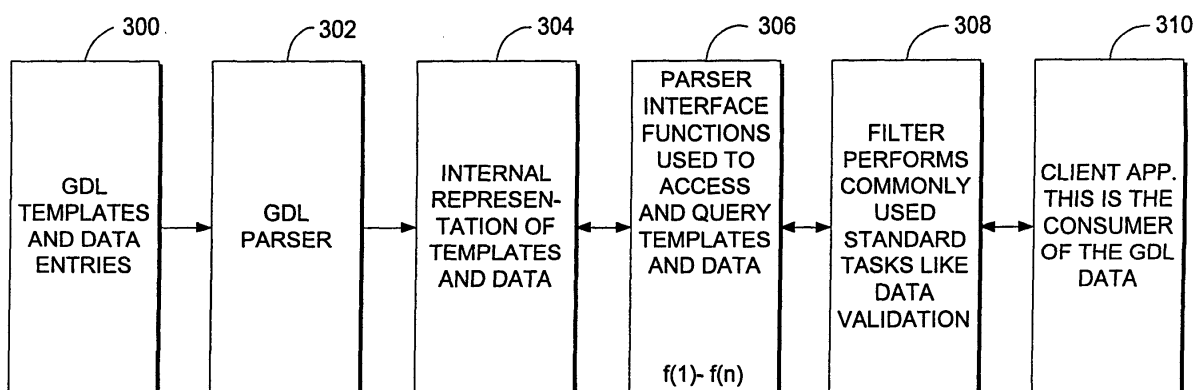 300
302
304
306
308
310
GDL
TEMPLATES
AND DATA
ENTRIES
GDL
PARSER
INTERNAL
REPRESEN-
TATION OF
TEMPLATES
AND DATA
PARSER
INTERFACE
FUNCTIONS
USED TO
ACCESS
AND QUERY
TEMPLATES
AND DATA
f(1)- f(n)
FILTER
PERFORMS
COMMONLY
USED
STANDARD
TASKS LIKE
DATA
VALIDATION
CLIENT APP.
THIS IS THE
CONSUMER
OF THE GDL
DATA